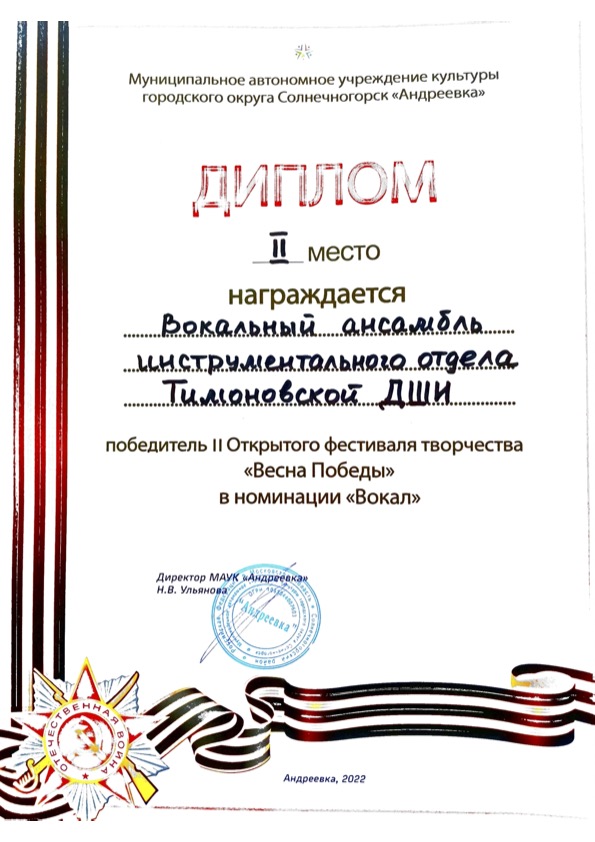 Муниципальное автономное учреждение культуры
городского округа Солнечногорск «Андреевка»
ДИПЛОМ
II место
награждается
Вокальный ансамбль
инструментального отдела
Тимоновской ДШИ
победитель II Открытого фестиваля творчества
«Весна Победы»
в номинации «Вокал»
Директор МАУК «Андреевка»
Н.В. Ульянова
Андреевка
ОТЕЧЕСТВЕННАЯ ВОЙНА
Андреевка, 2022